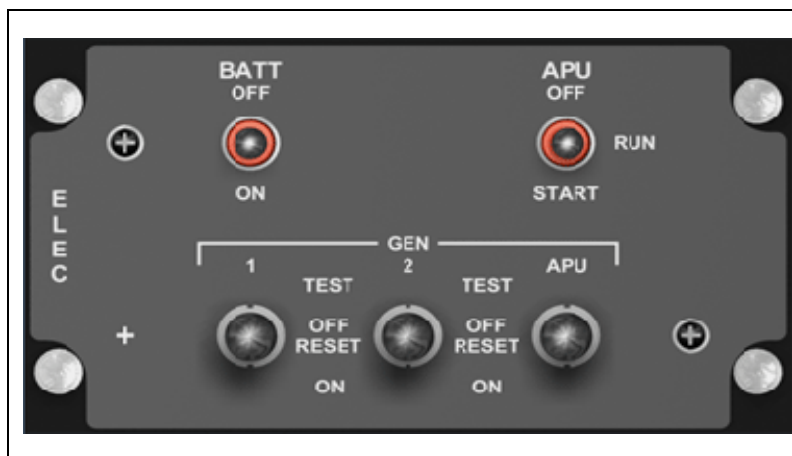 BATT
OFF
ON
APU
OFF
RUN
START
ELEC
GEN
1
2
APU
TEST
OFF
RESET
ON
TEST
OFF
RESET
ON